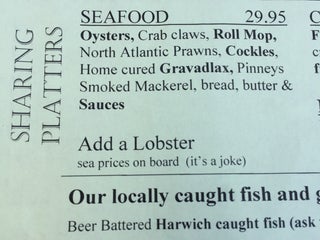 SHARING
PLATTERS
SEAFOOD 29.95
Oysters, Crab claws, Roll Mop,
North Atlantic Prawns, Cockles,
Home cured Gravadlax, Pinneys
Smoked Mackerel, bread, butter &
Sauces
Add a Lobster
sea prices on board (it's a joke)
Our locally caught fish and
Beer Battered Harwich caught fish (ask